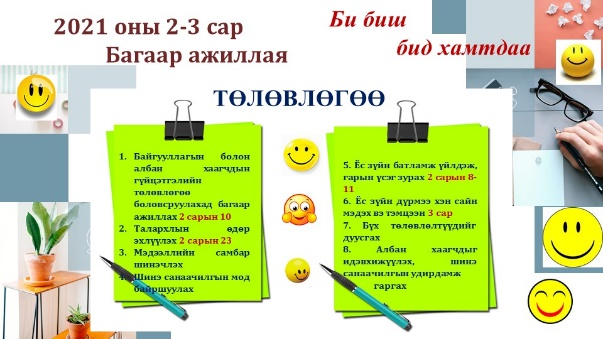 2021 оны 2-3 сар
Багаар ажиллая
Би биш
бид хамтдаа
ТӨЛӨВЛӨГӨӨ
1. Байгууллагын болон
албан хаагчдын
гүйцэтгэлийн
төлөвлөгөө
боловсруулахад багаар
ажиллах 2 сарын 10
2. Талархлын өдөр
эхлүүлэх 2 сарын 23
3. Мэдээллийн самбар
шинэчлэх
4. Шинэ санаачилгын мод
байршуулах
5. Ёс зүйн батламж үйлдэж,
гарын үсэг зурах 2 сарын 8-
11
6. Ёс зүйн дүрмээ хэн сайн
мэдэх вэ тэмцээн 3 сар
7. Бүх төлөвлөлтүүдийг
дуусгах
8. Албан хаагчдыг
идэвхижүүлэх, шинэ
санаачилгын удирдамж
гаргах